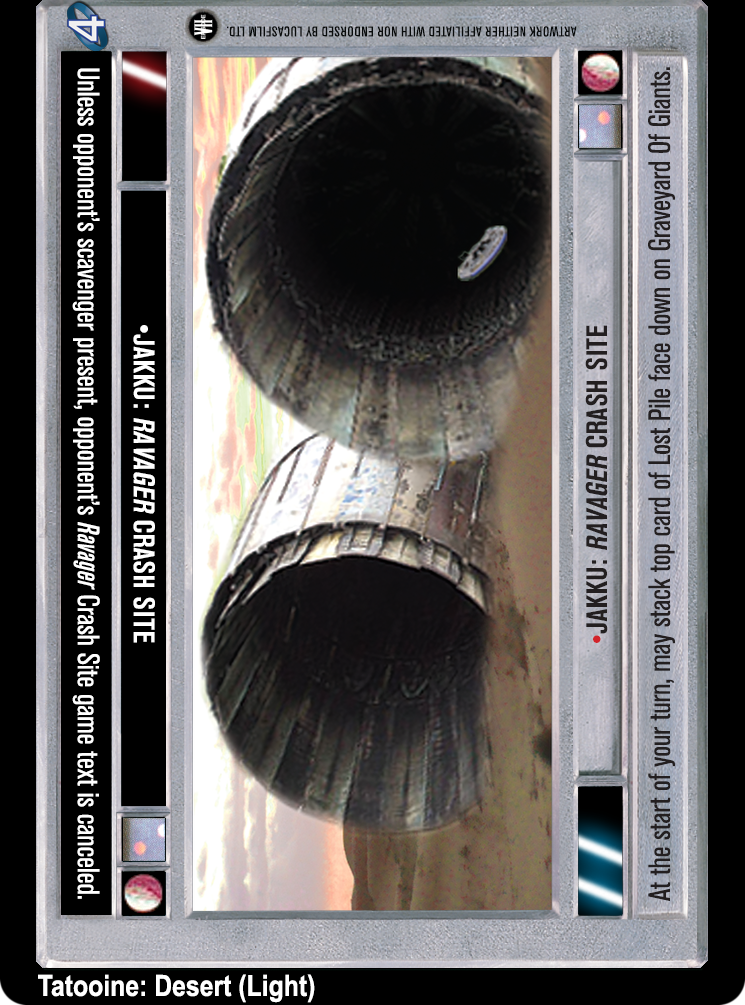 4
ARTWORK NEITHER AFFILIATED WITH NOR ENDORSED BY LUCASFILM LTD.
Unless opponent's scavenger present, opponent's Ravager Crash Site game text is canceled.
•JAKKU: RAVAGER CRASH SITE
•JAKKU: RAVAGER CRASH SITE
At the start of your turn, may stack top card of Lost Pile face down on Graveyard Of Giants.
Tatooine: Desert (Light)